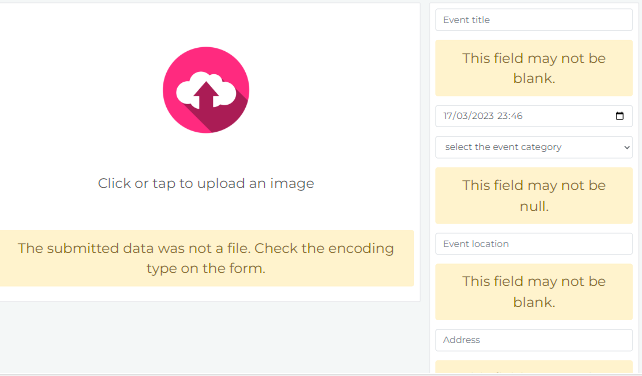 Click or tap to upload an image
The submitted data was not a file. Check the encoding
type on the form.
Event title
This field may not be
blank.
17/03/2023 23:46
select the event category
This field may not be
null.
Event location
This field may not be
blank.
Address